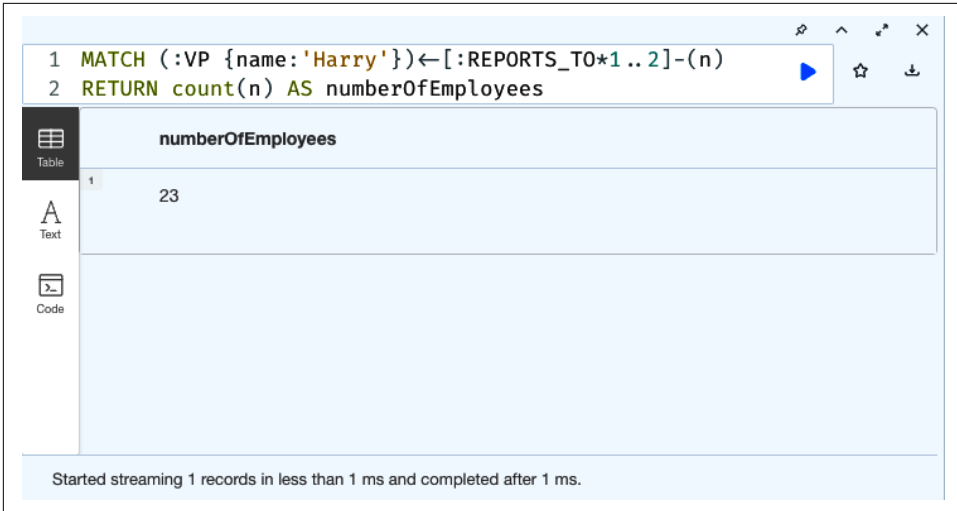 1 MATCH (:VP {name:'Harry'})<-[:REPORTS_TO*1..2]-(n)
2 RETURN count(n) AS numberOfEmployees
Table
numberOfEmployees
1
23
Text
Code
Started streaming 1 records in less than 1 ms and completed after 1 ms.